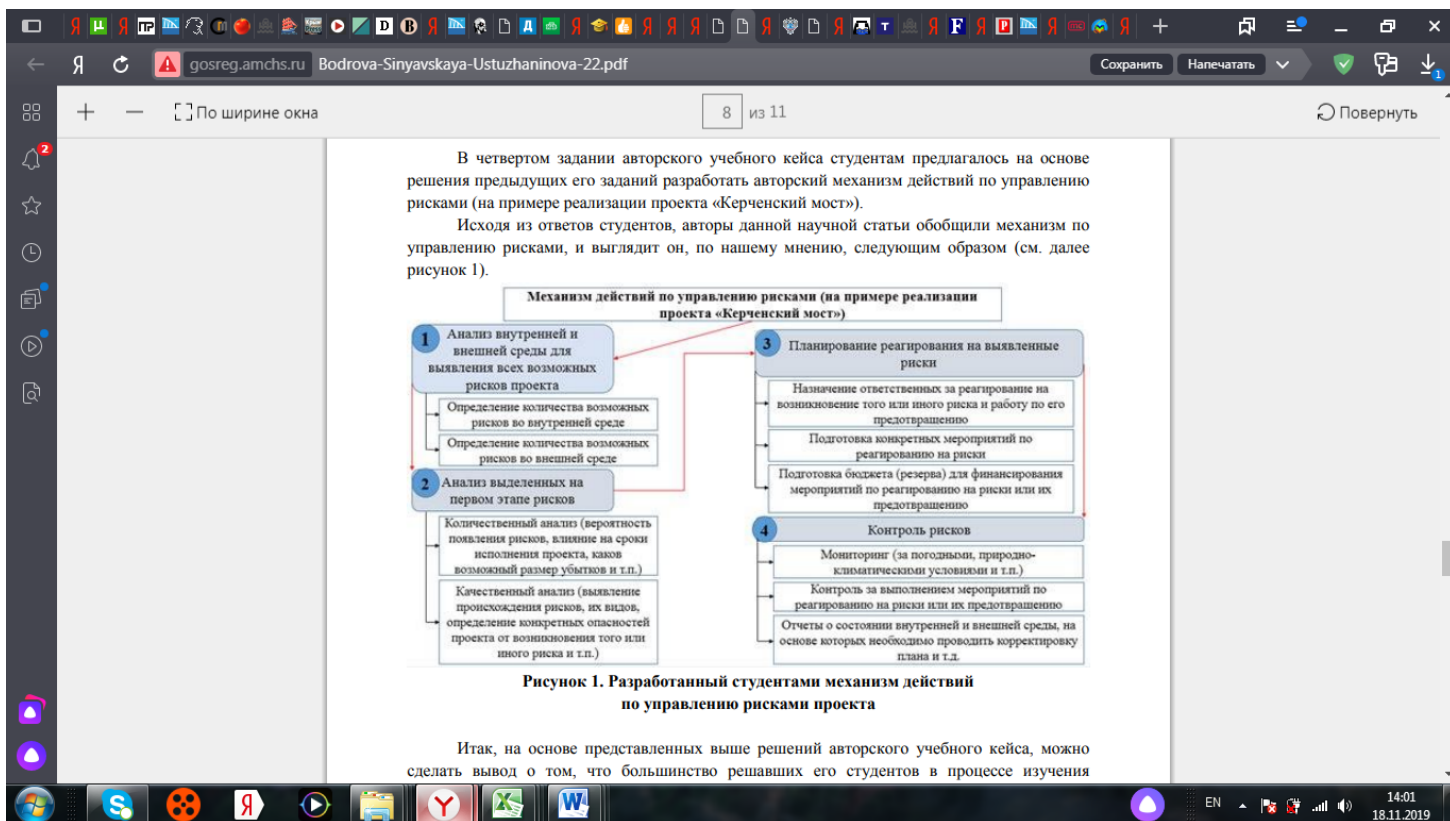 gosreg.amchs.ru Bodrova-Sinyavskaya-Ustuzhaninova-22.pdf
Сохранить Напечатать
1
2
По ширине окна
8 из 11
Повернуть
В четвертом задании авторского учебного кейса студентам предлагалось на основе
решения предыдущих его заданий разработать авторский механизм действий по управлению
рисками (на примере реализации проекта «Керченский мост»).
Исходя из ответов студентов, авторы данной научной статьи обобщили механизм по
управлению рисками, и выглядит он, по нашему мнению, следующим образом (см. далее
рисунок 1).
Механизм действий по управлению рисками (на примере реализации
проекта «Керченский мост»)
1
Анализ внутренней и
внешней среды для
выявления всех возможных
рисков проекта
Определение количества возможных
рисков во внутренней среде
Определение количества возможных
рисков во внешней среде
2
Анализ выделенных на
первом этапе рисков
Количественный анализ (вероятность
появления рисков, влияние на сроки
исполнения проекта, каков
возможный размер убытков и т.п.)
Качественный анализ (выявление
происхождения рисков, их видов,
определение конкретных опасностей
проекта от возникновения того или
иного риска и т.п.)
3
Планирование реагирования на выявленные
риски
Назначение ответственных за реагирование на
возникновение того или иного риска и работу по его
предотвращению
Подготовка конкретных мероприятий по
реагированию на риски
Подготовка бюджета (резерва) для финансирования
мероприятий по реагированию на риски или их
предотвращению
4
Контроль рисков
Мониторинг (за погодными, природно-
климатическими условиями и т.п.)
Контроль за выполнением мероприятий по
реагированию на риски или их предотвращению
Отчеты о состоянии внутренней и внешней среды, на
основе которых необходимо проводить корректировку
плана и т.д.
Рисунок 1. Разработанный студентами механизм действий
по управлению рисками проекта
Итак, на основе представленных выше решений авторского учебного кейса, можно
сделать вывод о том, что большинство решавших его студентов в процессе изучения
EN
14:01
18.11.2019